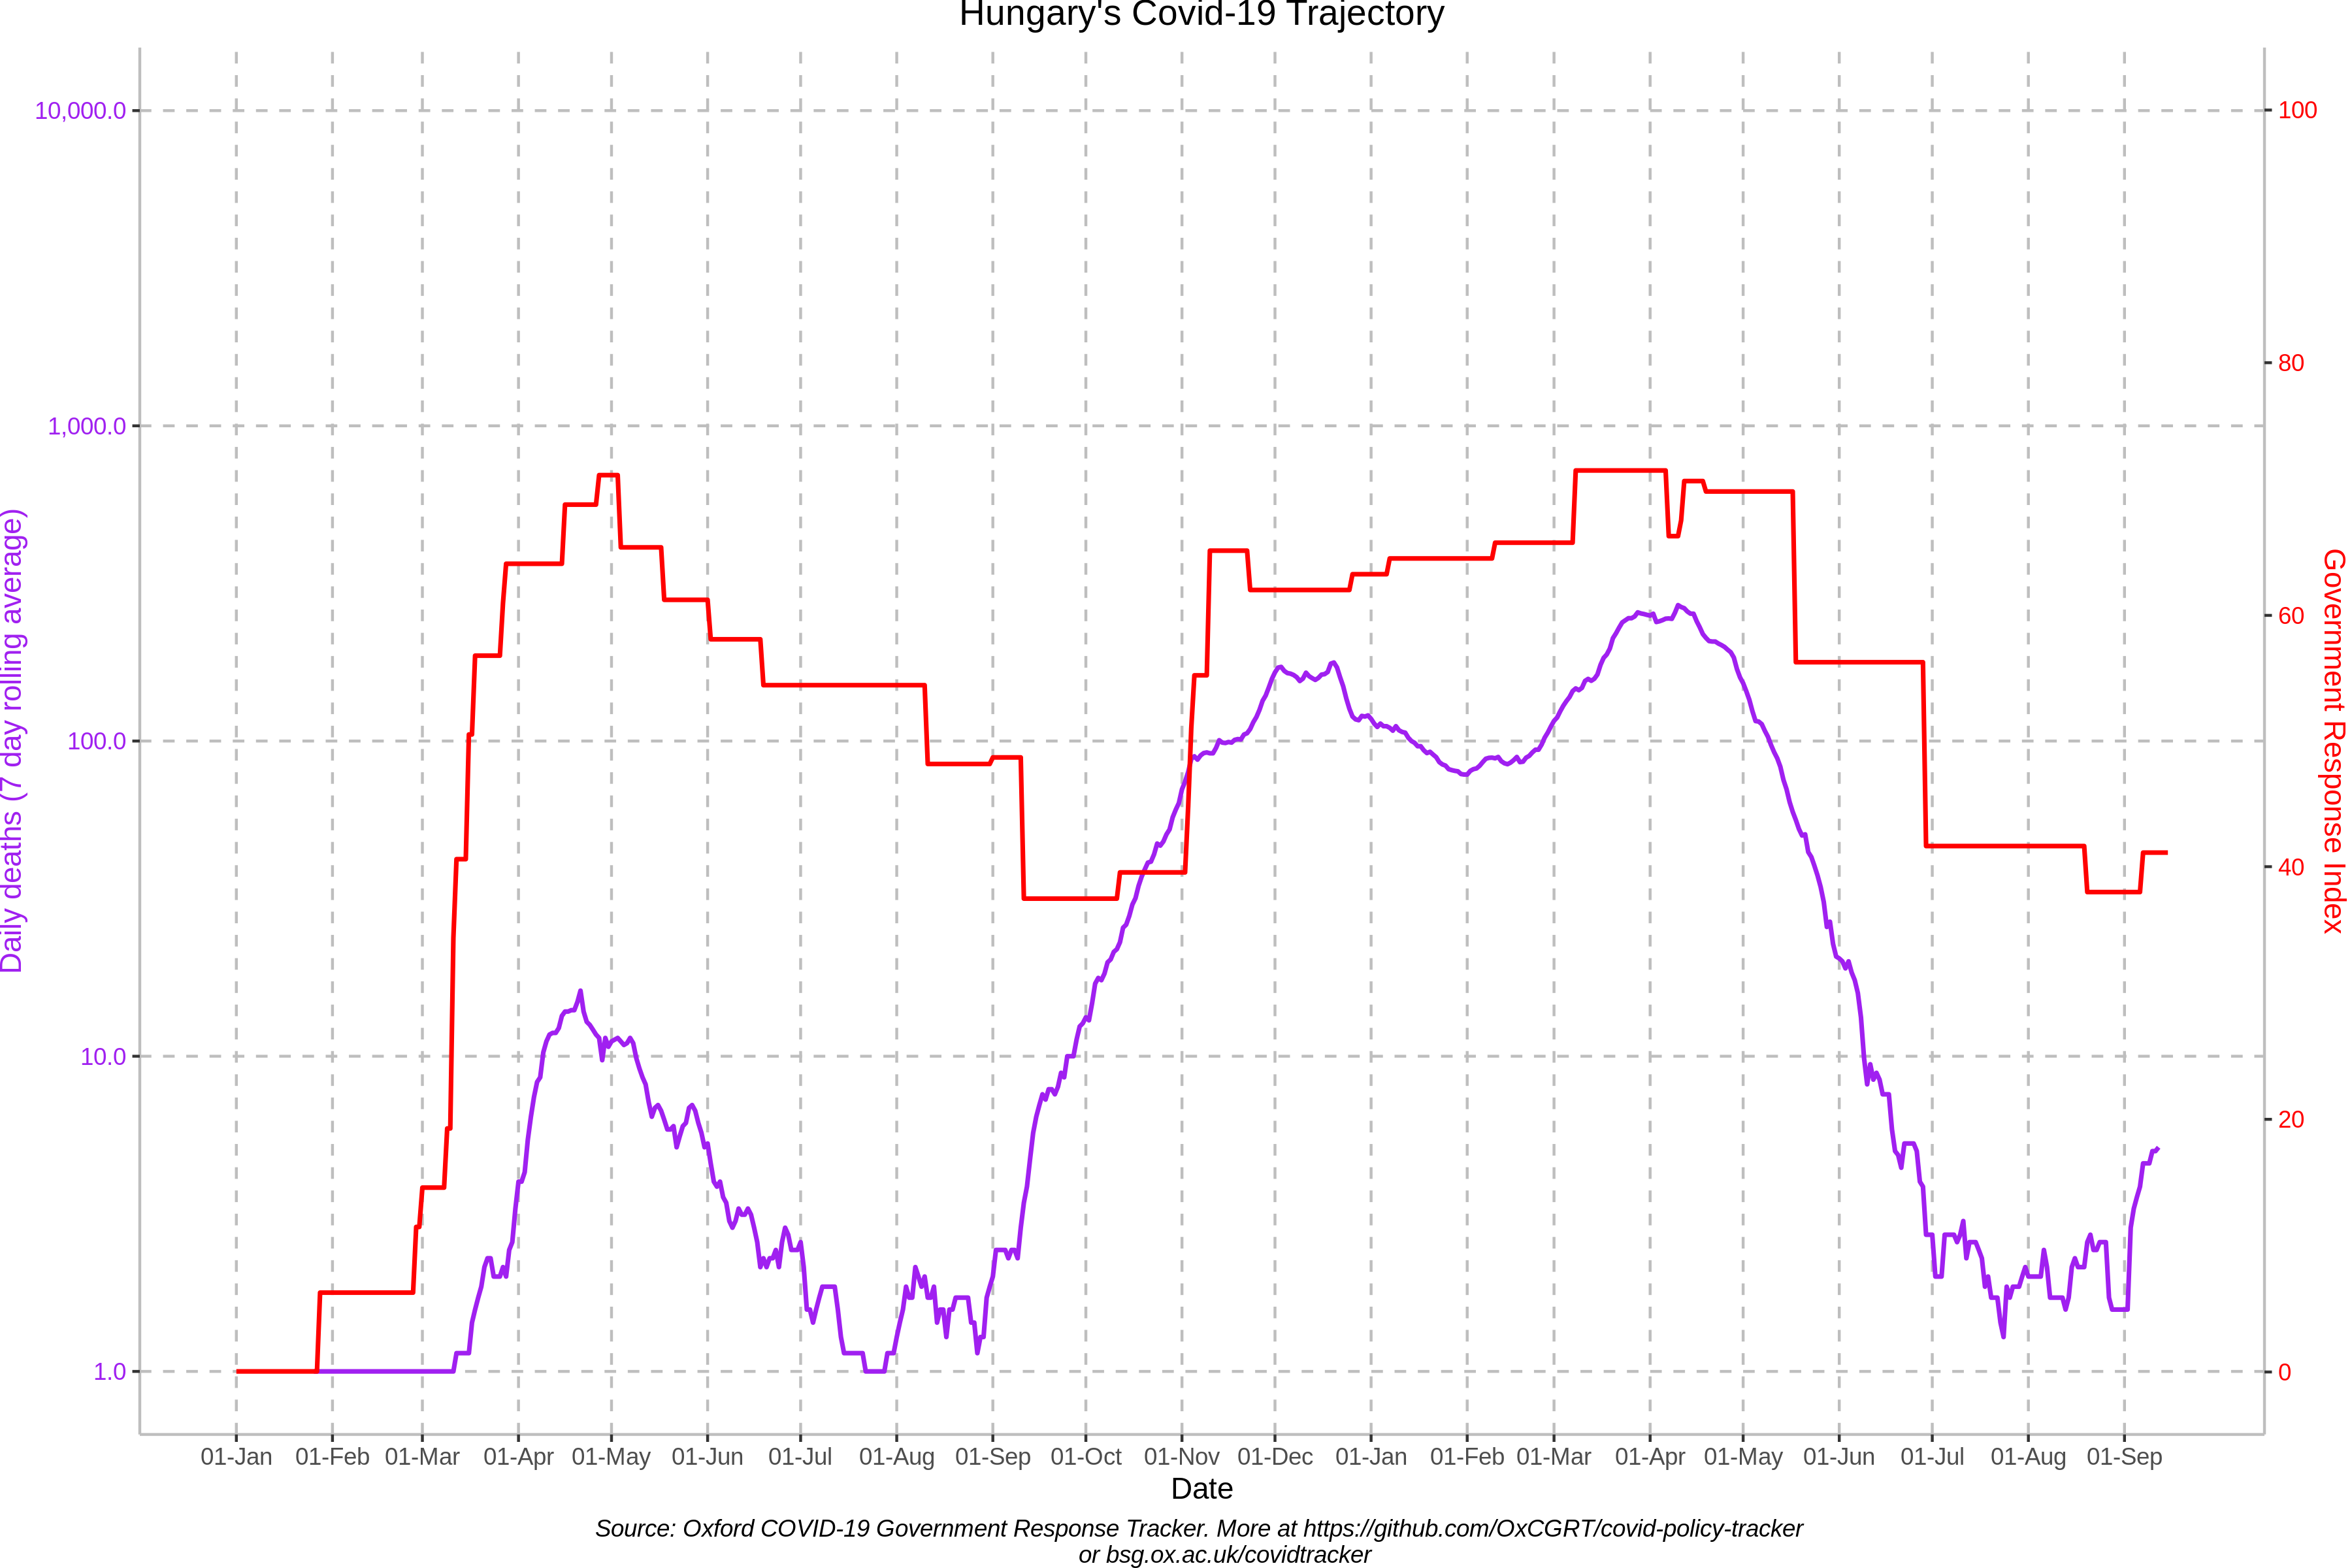 Hungary's Covid-19 Trajectory
10,000.0
1,000.0
100.0
10.0
1.0
Daily deaths (7 day rolling average)
100
80
60
40
20
0
Government Response Index
01-Jan 01-Feb 01-Mar 01-Apr 01-May 01-Jun 01-Jul 01-Aug 01-Sep 01-Oct 01-Nov 01-Dec 01-Jan 01-Feb 01-Mar 01-Apr 01-May 01-Jun 01-Jul 01-Aug 01-Sep
Date
Source: Oxford COVID-19 Government Response Tracker. More at https://github.com/OxCGRT/covid-policy-tracker
or bsg.ox.ac.uk/covidtracker